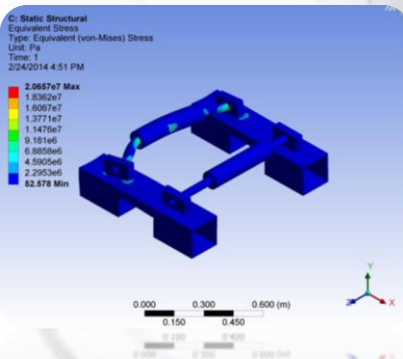 C: Static Structural
Equivalent Stress
Type: Equivalent (von-Mises) Stress
Unit: Pa
Time: 1
2/24/2014 4:51 PM
2.0657e7 Max
1.8362e7
1.6067e7
1.3771e7
1.1476e7
9.181e6
6.8858e6
4.5905e6
2.2953e6
52.578 Min
0.000 0.300 0.600 (m)
0.150 0.450
Y
Z X